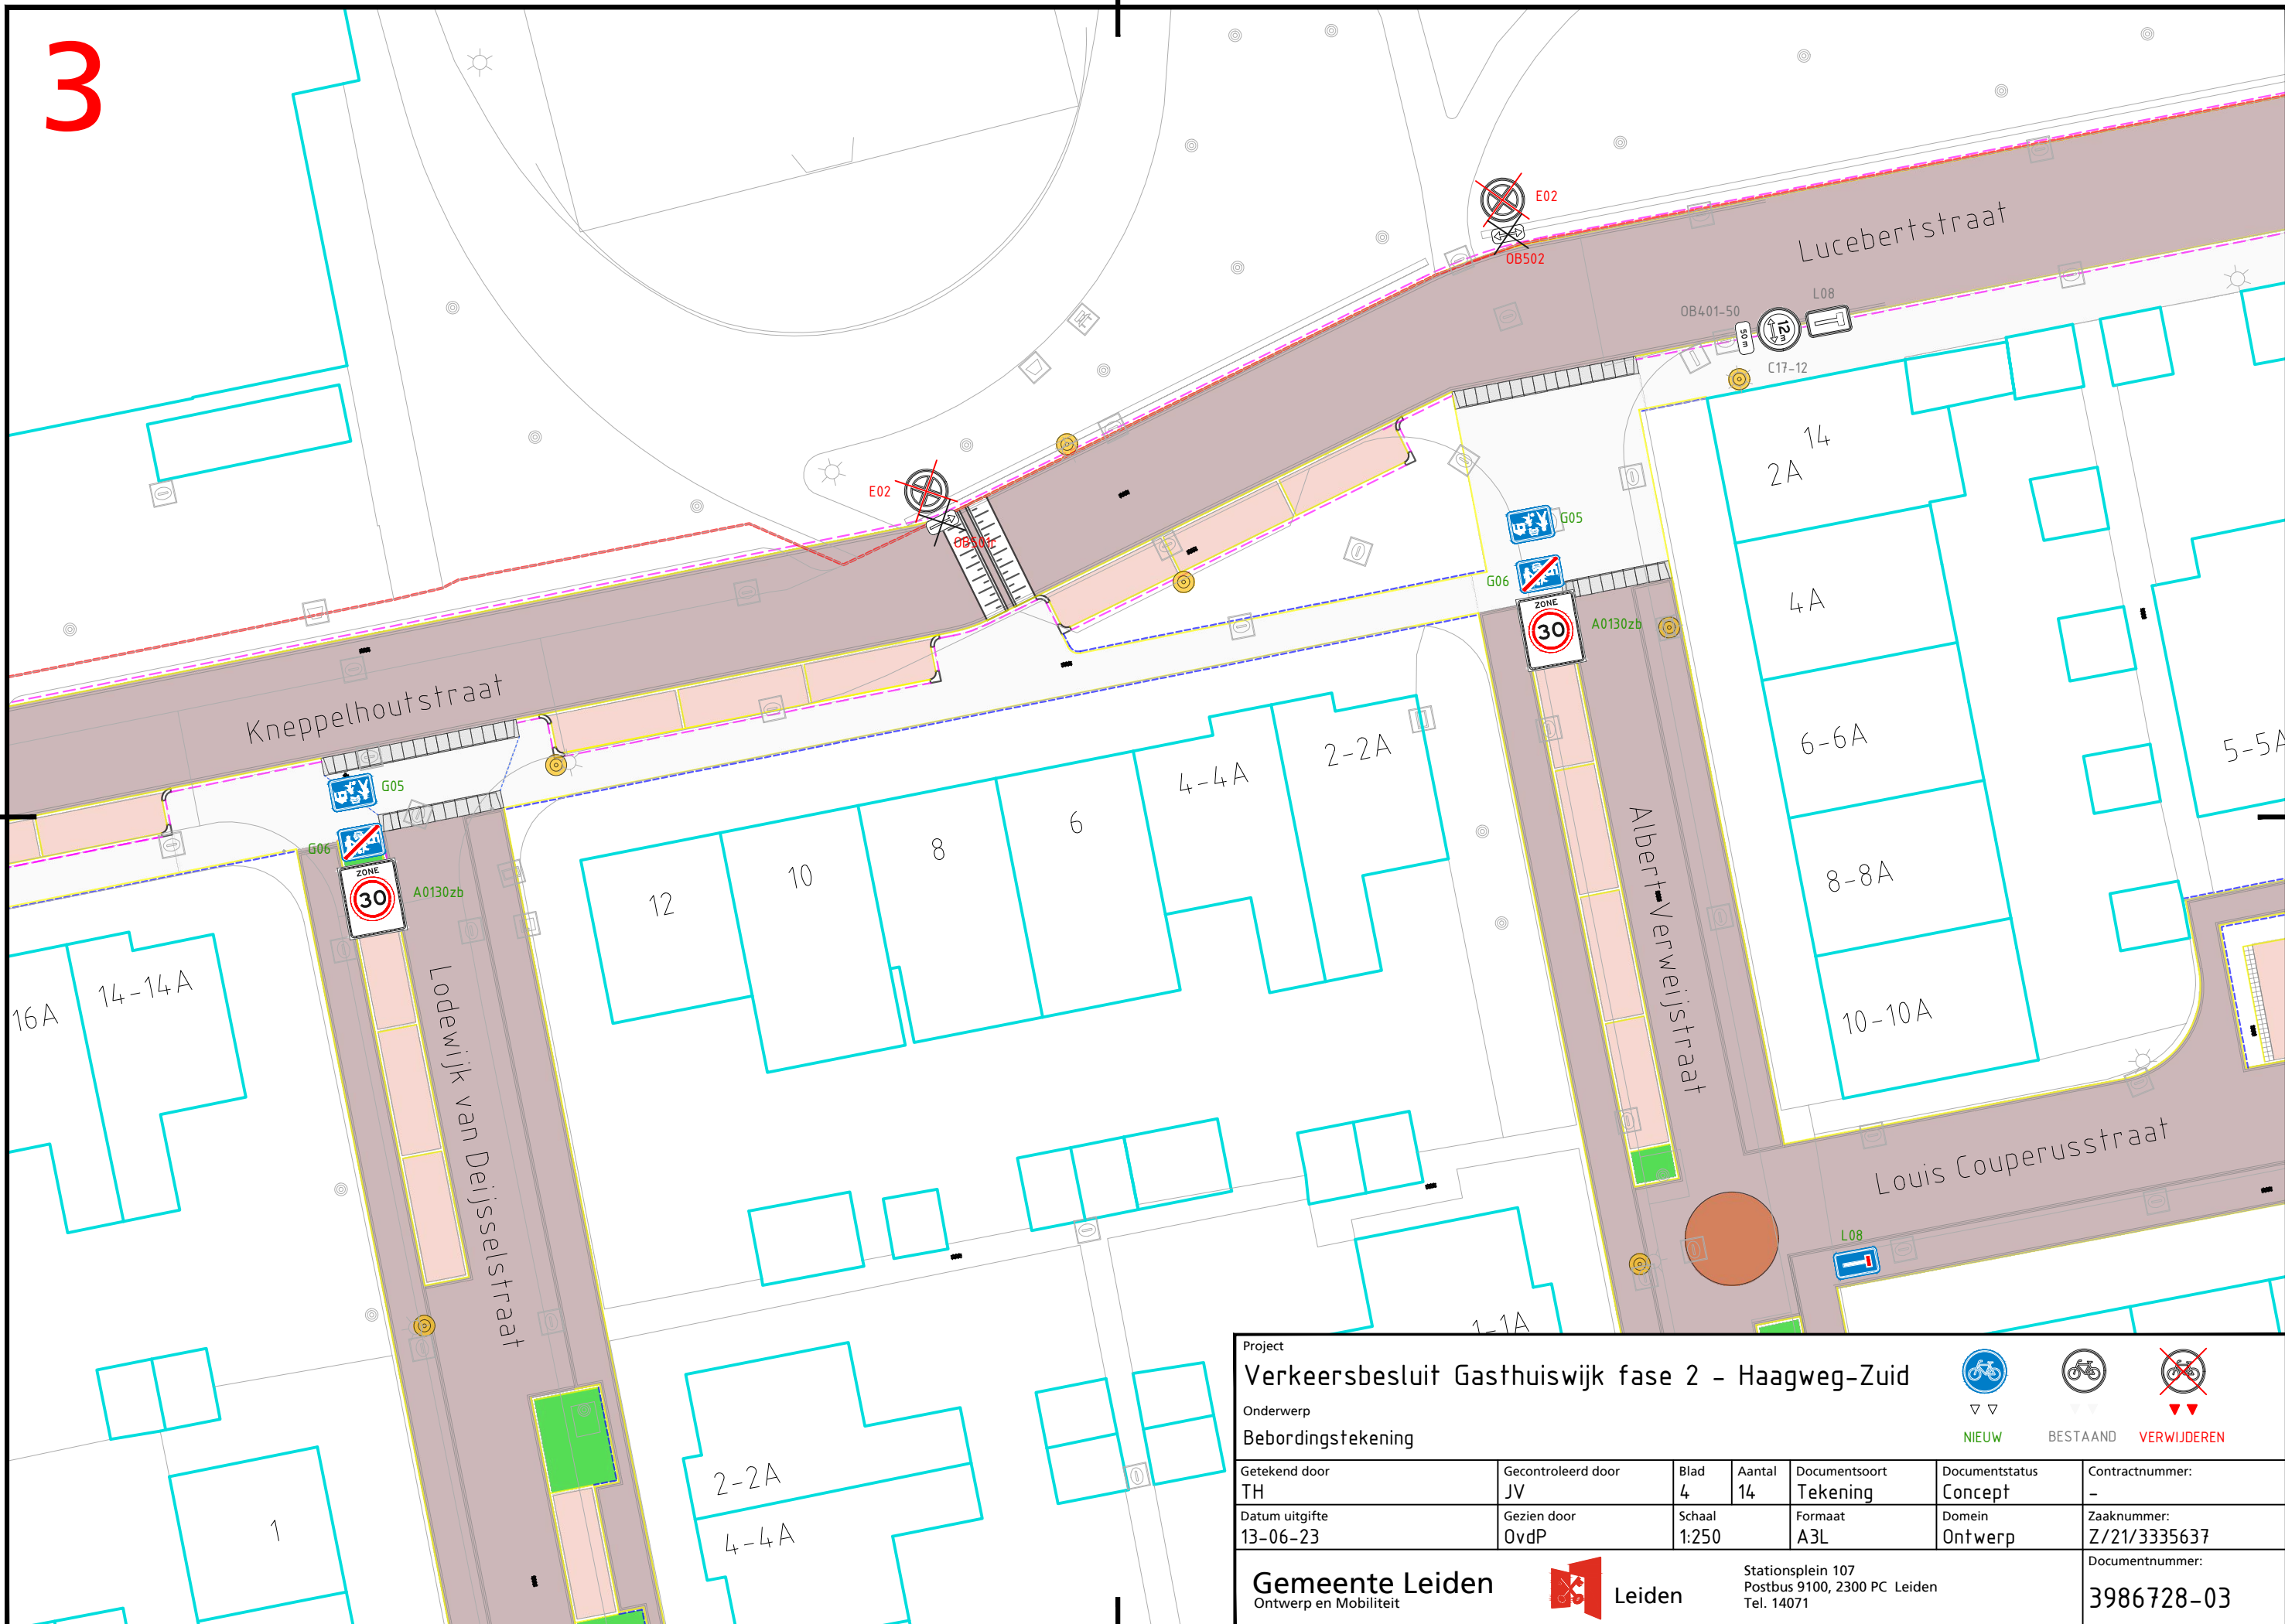 3
E02
OB502
Lucebertstraat
L08
OB401-50
50 m
12 m
C17-12
E02
OB501r
14
2A
G05
G06
ZONE
30
A0130zb
4A
6-6A
5-5A
8-8A
10-10A
Kneppelhoutstraat
G05
G06
ZONE
30
A0130zb
2-2A
4-4A
6
8
10
12
14-14A
16A
Lodewijk van Deijsselstraat
Albert Verweijstraat
Louis Couperusstraat
L08
1-1A
2-2A
4-4A
1
Project
Verkeersbesluit Gasthuiswijk fase 2 - Haagweg-Zuid
Onderwerp
Bebordingstekening
NIEUW BESTAAND VERWIJDEREN
Getekend door Gecontroleerd door Blad Aantal Documentsoort Documentstatus Contractnummer:
TH JV 4 14 Tekening Concept -
Datum uitgifte Gezien door Schaal Formaat Domein Zaaknummer:
13-06-23 OvdP 1:250 A3L Ontwerp Z/21/3335637
Gemeente Leiden
Ontwerp en Mobiliteit
Leiden
Stationsplein 107
Postbus 9100, 2300 PC Leiden
Tel. 14071
Documentnummer:
3986728-03